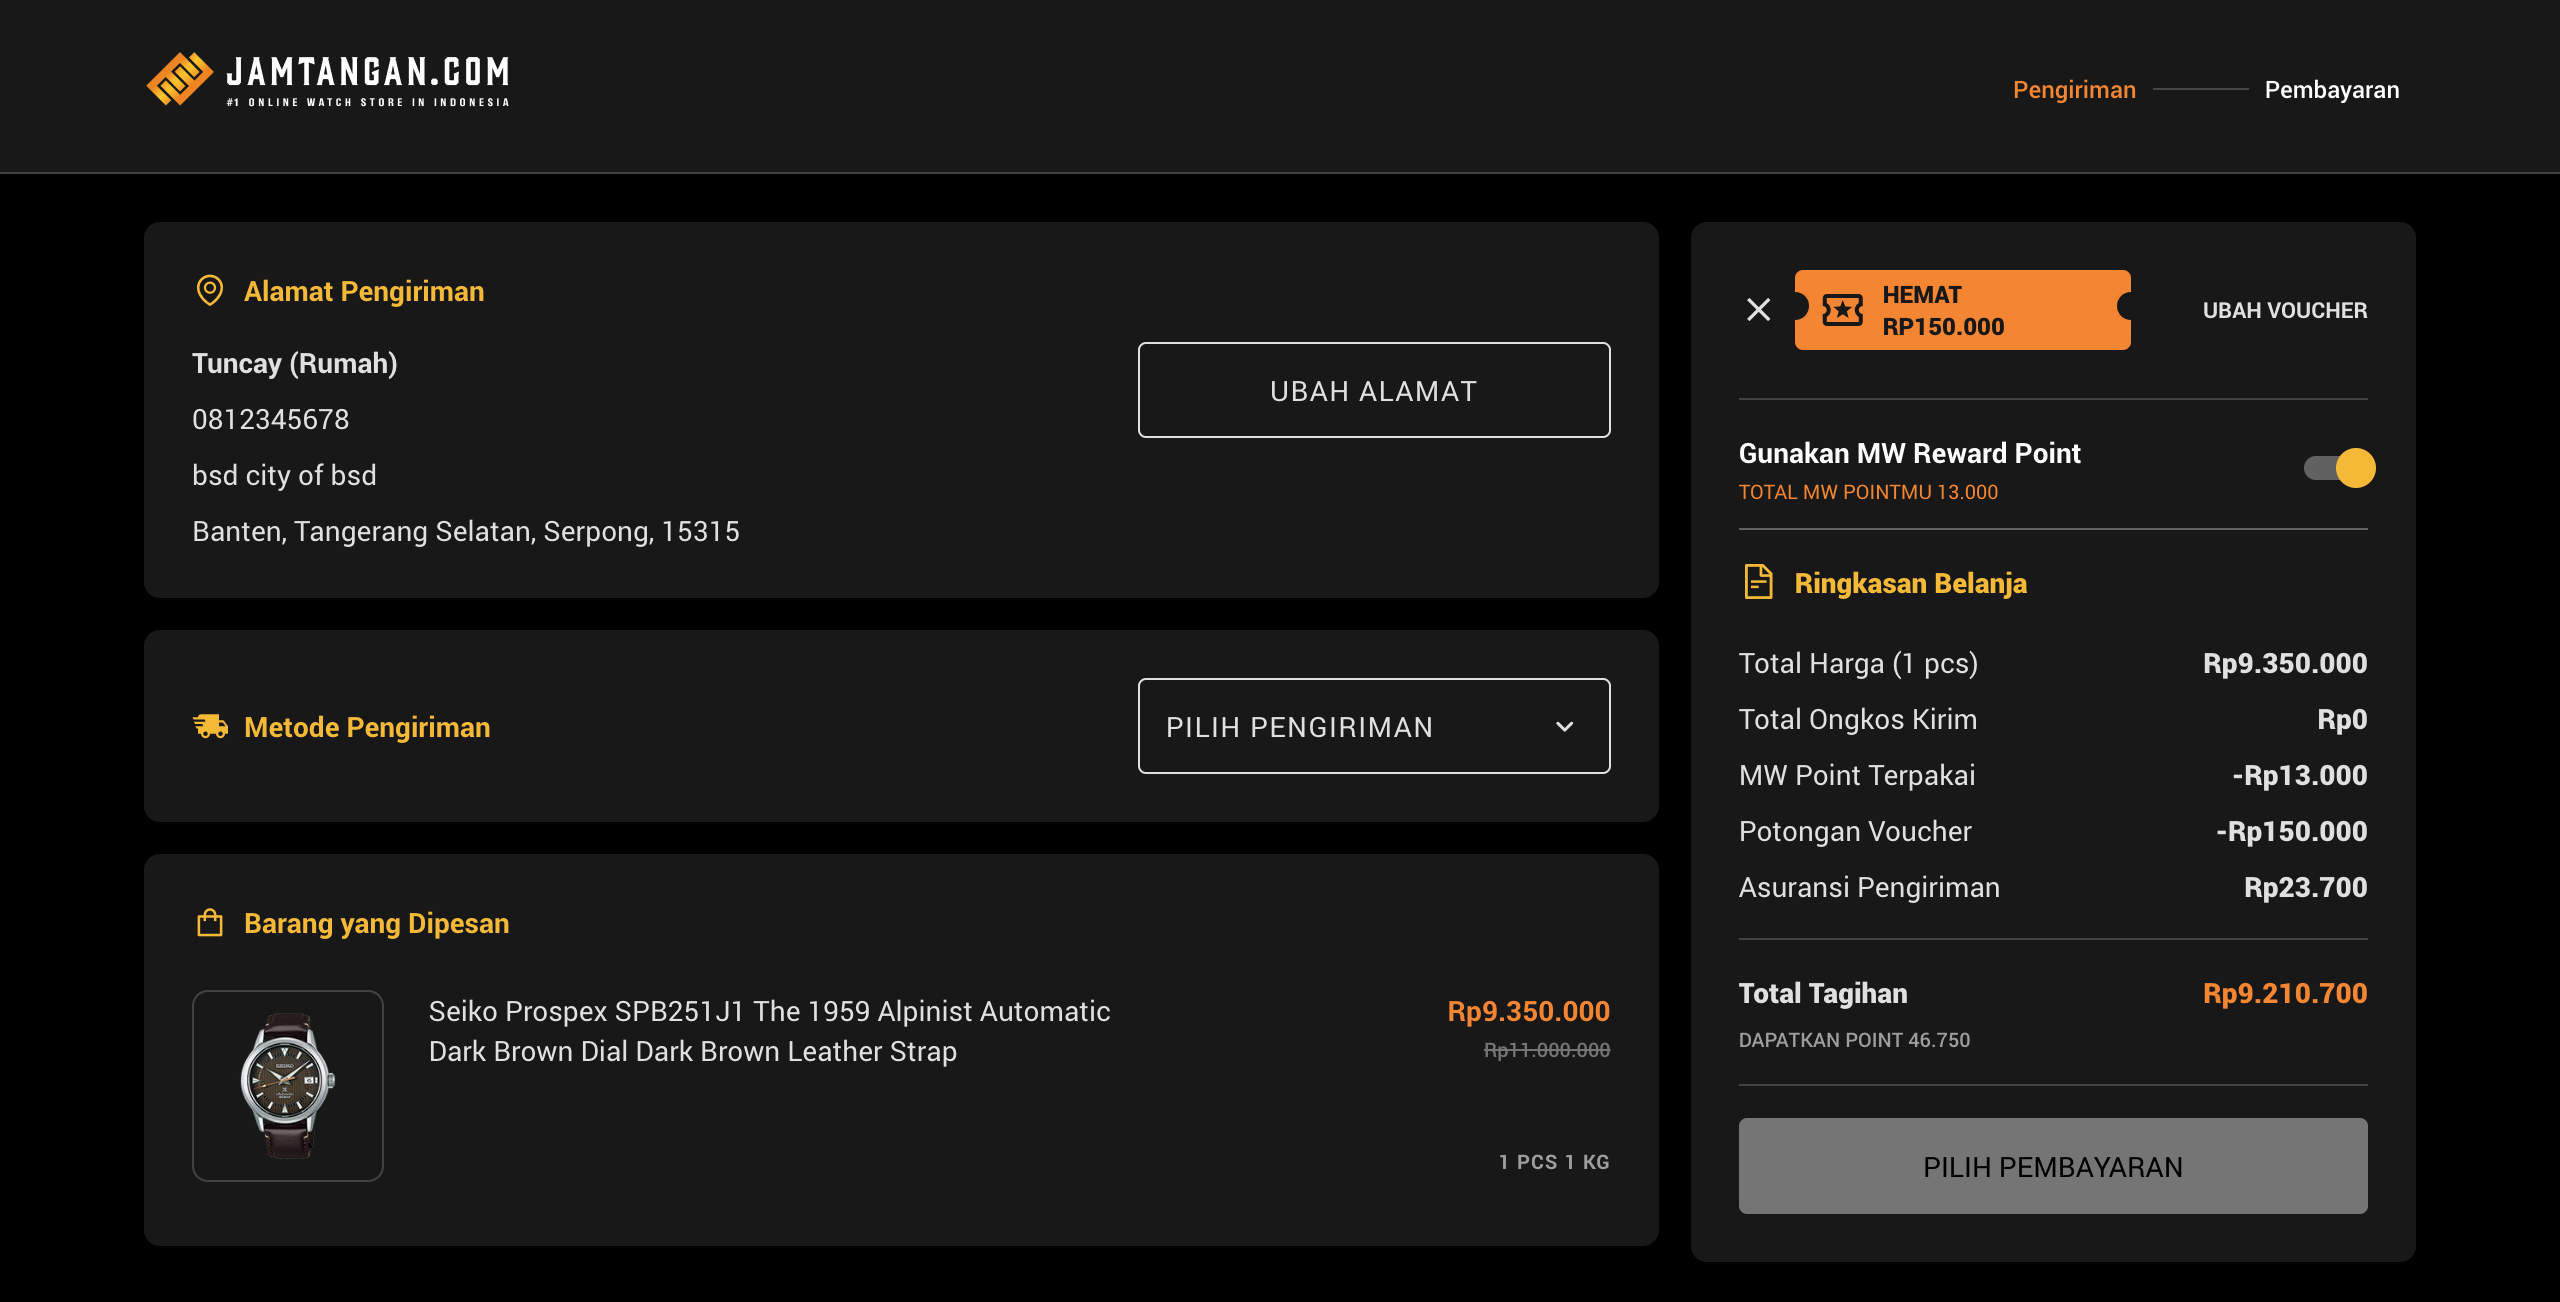 JAMTANGAN.COM
#1 ONLINE WATCH STORE IN INDONESIA
Pengiriman
Pembayaran
Alamat Pengiriman
Tuncay (Rumah)
0812345678
bsd city of bsd
Banten, Tangerang Selatan, Serpong, 15315
UBAH ALAMAT
Metode Pengiriman
PILIH PENGIRIMAN
Barang yang Dipesan
Seiko Prospex SPB251J1 The 1959 Alpinist Automatic
Dark Brown Dial Dark Brown Leather Strap
Rp9.350.000
Rp11.000.000
1 PCS 1 KG
HEMAT
RP150.000
UBAH VOUCHER
Gunakan MW Reward Point
TOTAL MW POINTMU 13.000
Ringkasan Belanja
Total Harga (1 pcs) Rp9.350.000
Total Ongkos Kirim Rp0
MW Point Terpakai -Rp13.000
Potongan Voucher -Rp150.000
Asuransi Pengiriman Rp23.700
Total Tagihan Rp9.210.700
DAPATKAN POINT 46.750
PILIH PEMBAYARAN